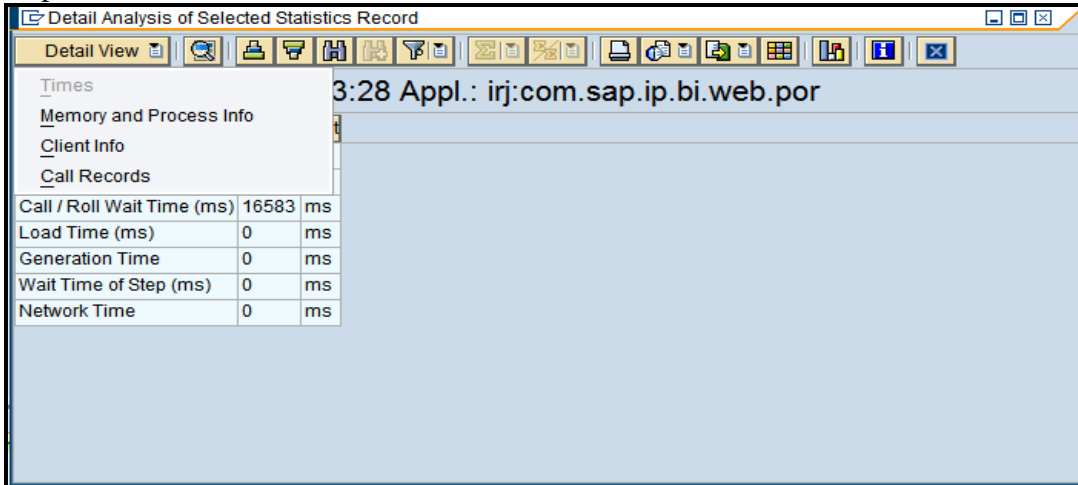 Detail Analysis of Selected Statistics Record
Detail View
Times
3:28 Appl.: irj:com.sap.ip.bi.web.por
Memory and Process Info
t
Client Info
Call Records
Call / Roll Wait Time (ms) 16583 ms
Load Time (ms) 0 ms
Generation Time 0 ms
Wait Time of Step (ms) 0 ms
Network Time 0 ms